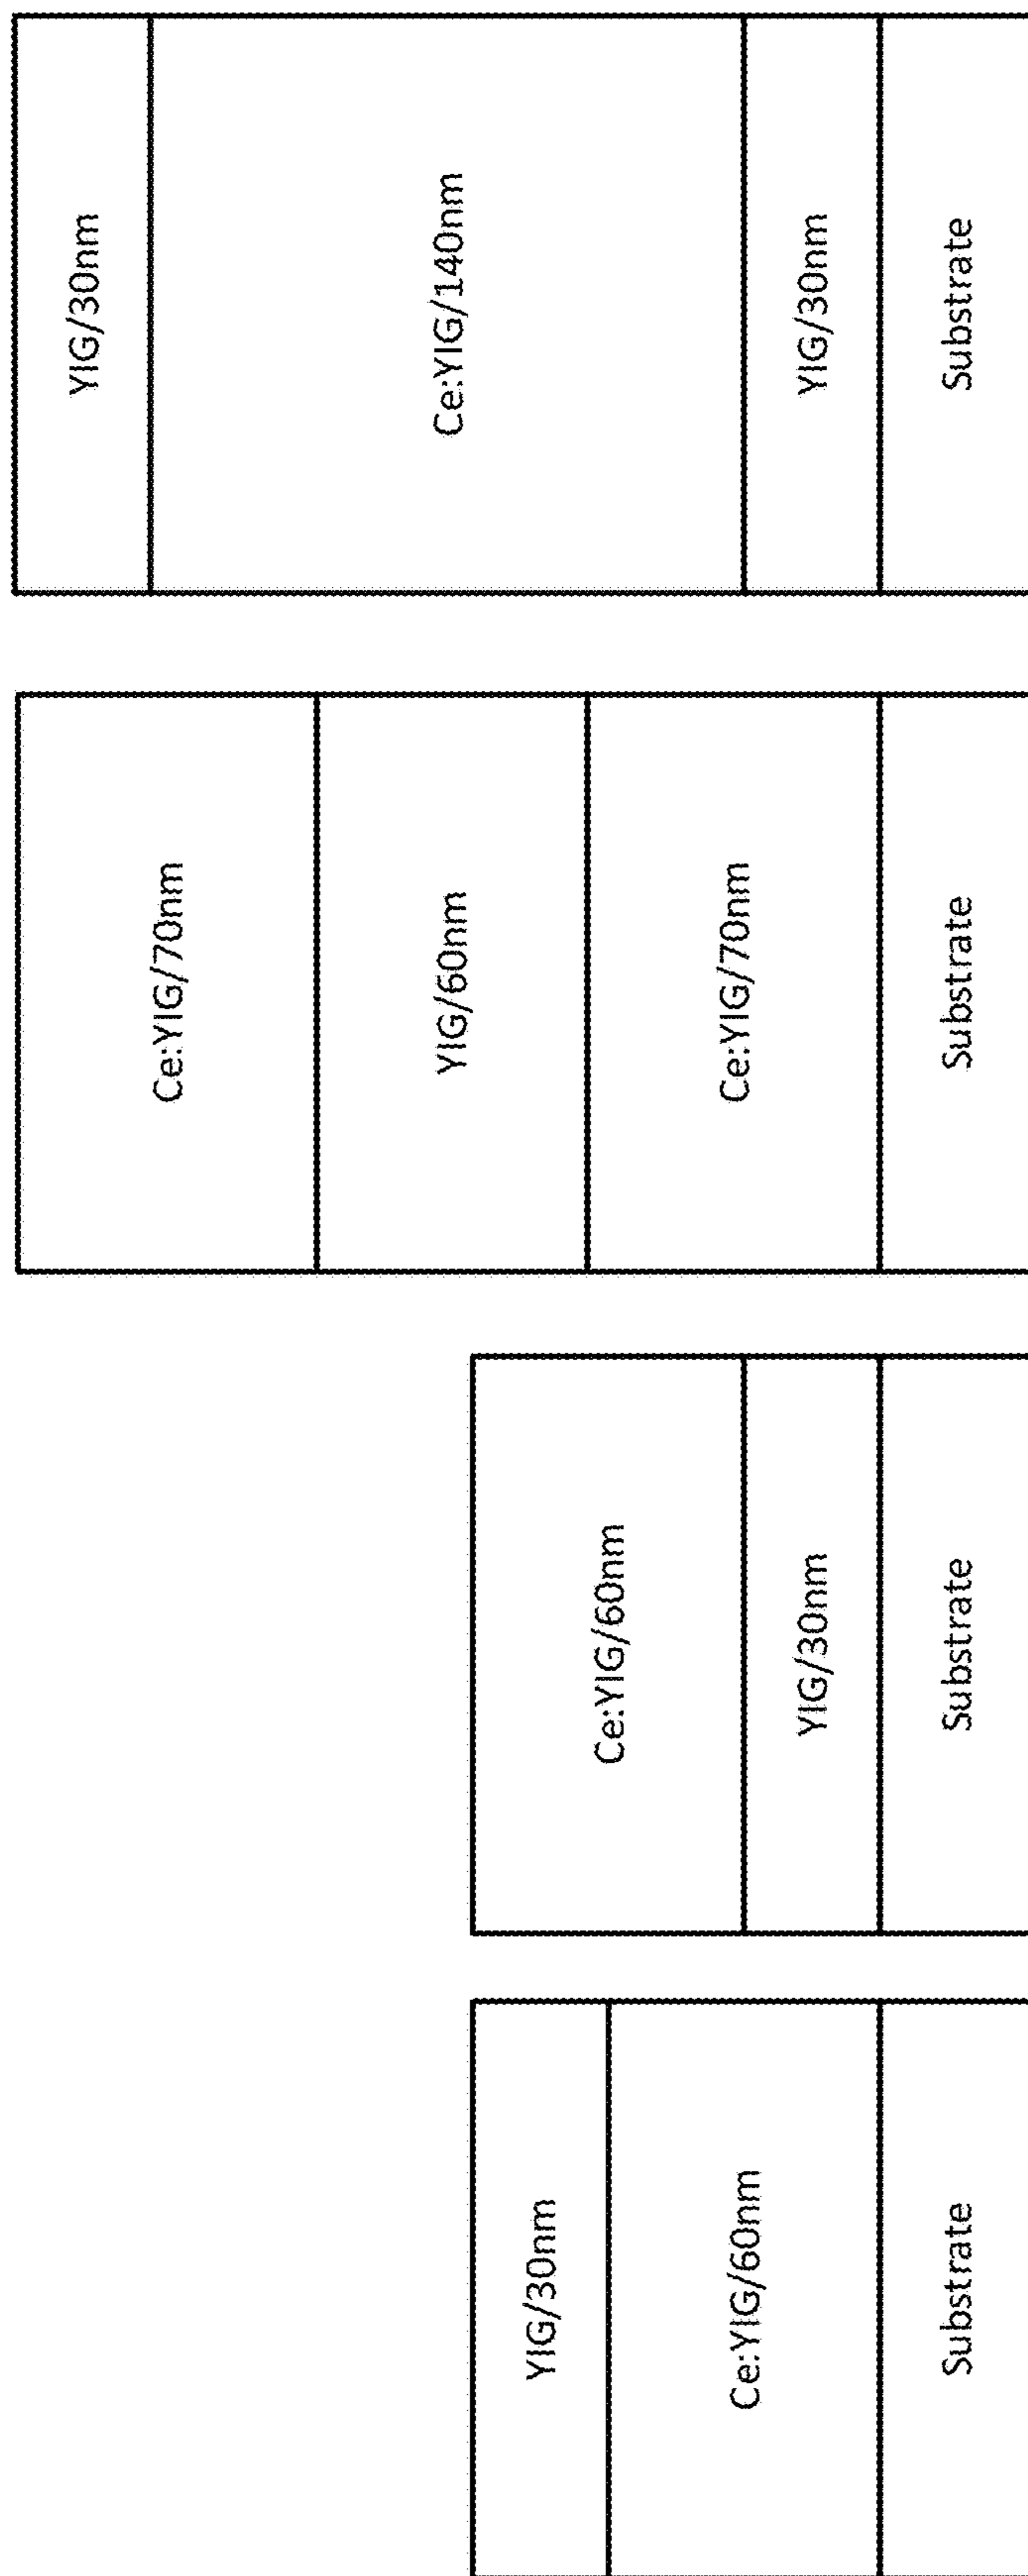 YIG/30nm
Ce:YIG/60nm
Substrate
Ce:YIG/60nm
YIG/30nm
Substrate
Ce:YIG/70nm
YIG/60nm
Ce:YIG/70nm
Substrate
YIG/30nm
Ce:YIG/140nm
YIG/30nm
Substrate